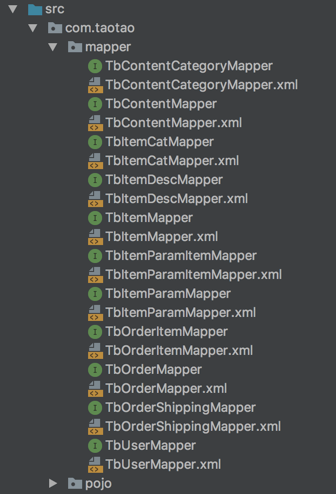 src
com.taotao
mapper
TbContentCategoryMapper
TbContentCategoryMapper.xml
TbContentMapper
TbContentMapper.xml
TbItemCatMapper
TbItemCatMapper.xml
TbItemDescMapper
TbItemDescMapper.xml
TbItemMapper
TbItemMapper.xml
TbItemParamItemMapper
TbItemParamItemMapper.xml
TbItemParamMapper
TbItemParamMapper.xml
TbOrderItemMapper
TbOrderItemMapper.xml
TbOrderMapper
TbOrderMapper.xml
TbOrderShippingMapper
TbOrderShippingMapper.xml
TbUserMapper
TbUserMapper.xml
pojo